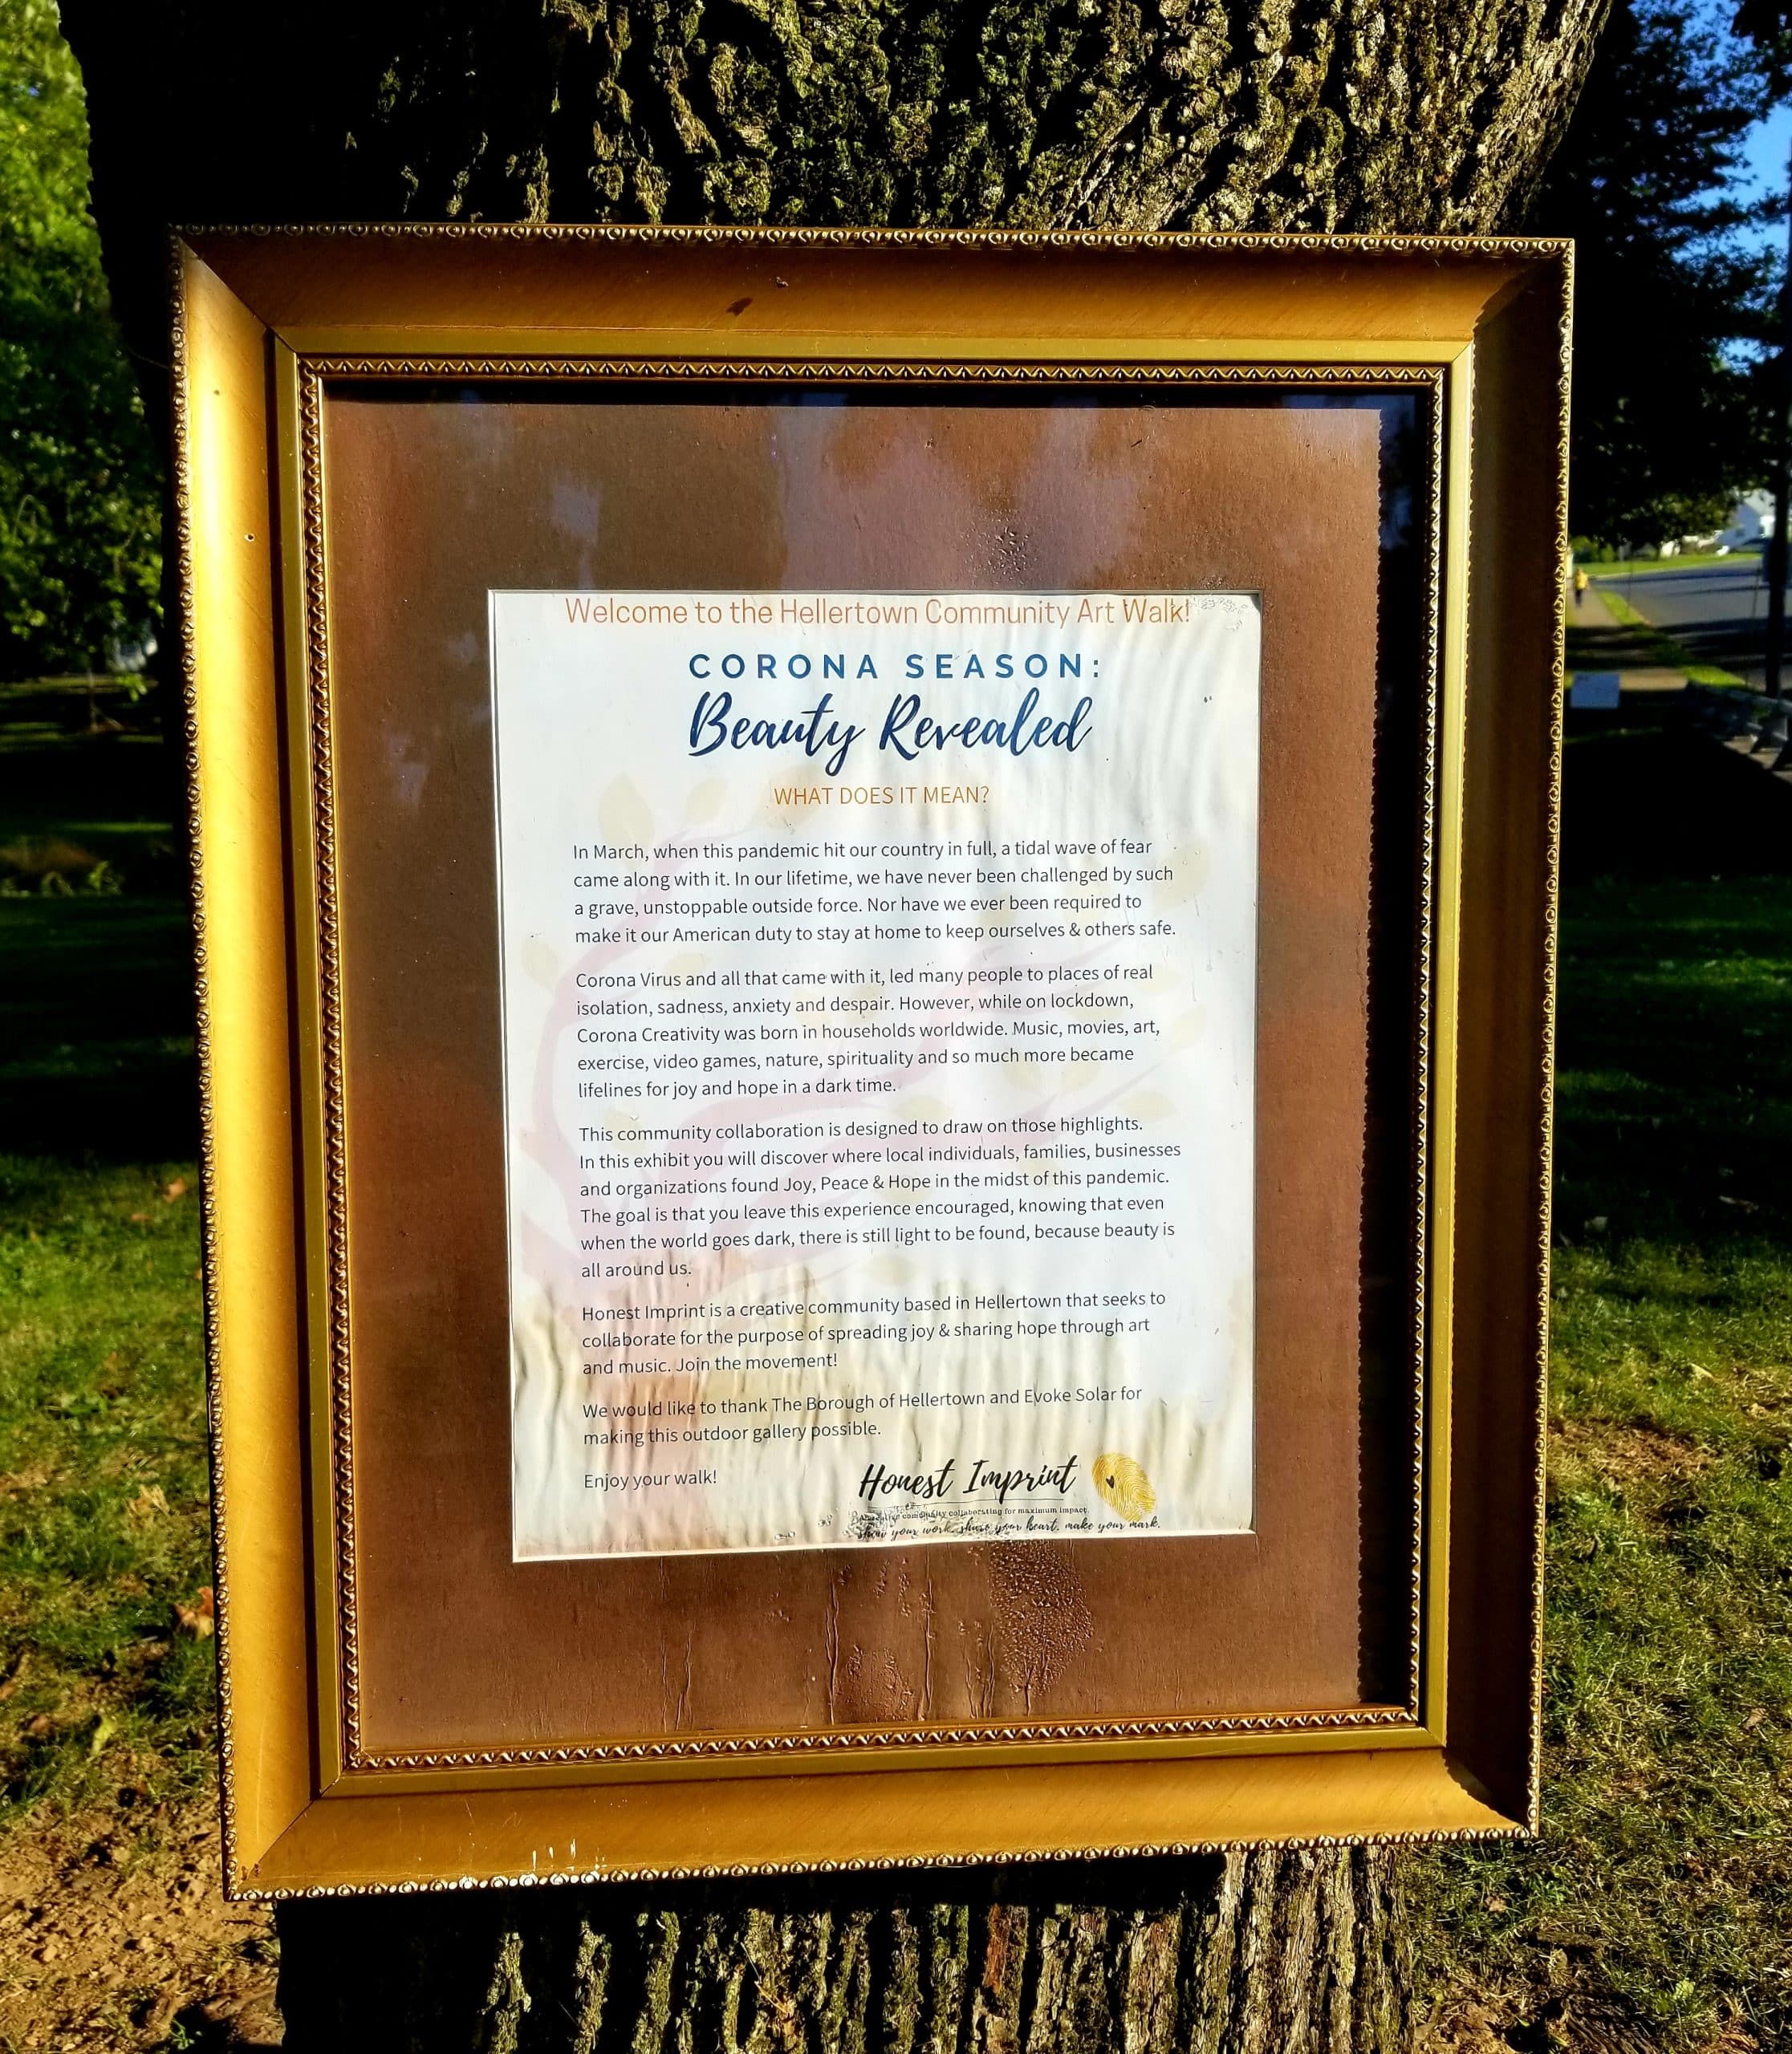 Welcome to the Hellertown Community Art Walk!
CORONA SEASON:
Beauty Revealed
WHAT DOES IT MEAN?
In March, when this pandemic hit our country in full, a tidal wave of fear
came along with it. In our lifetime, we have never been challenged by such
a grave, unstoppable outside force. Nor have we ever been required to
make it our American duty to stay at home to keep ourselves & others safe.
Corona Virus and all that came with it, led many people to places of real
isolation, sadness, anxiety and despair. However, while on lockdown,
Corona Creativity was born in households worldwide. Music, movies, art,
exercise, video games, nature, spirituality and so much more became
lifelines for joy and hope in a dark time.
This community collaboration is designed to draw on those highlights.
In this exhibit you will discover where local individuals, families, businesses
and organizations found Joy, Peace & Hope in the midst of this pandemic.
The goal is that you leave this experience encouraged, knowing that even
when the world goes dark, there is still light to be found, because beauty is
all around us.
Honest Imprint is a creative community based in Hellertown that seeks to
collaborate for the purpose of spreading joy & sharing hope through art
and music. Join the movement!
We would like to thank The Borough of Hellertown and Evoke Solar for
making this outdoor gallery possible.
Enjoy your walk!
Honest Imprint
community collaborating for maximum impact.
show your work. share your heart. make your mark.